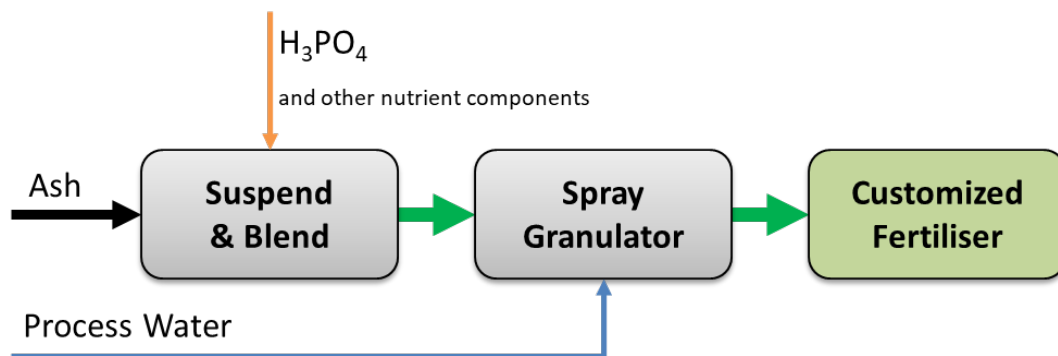 H₃PO₄
and other nutrient components
Ash
Suspend
& Blend
Spray
Granulator
Customized
Fertiliser
Process Water